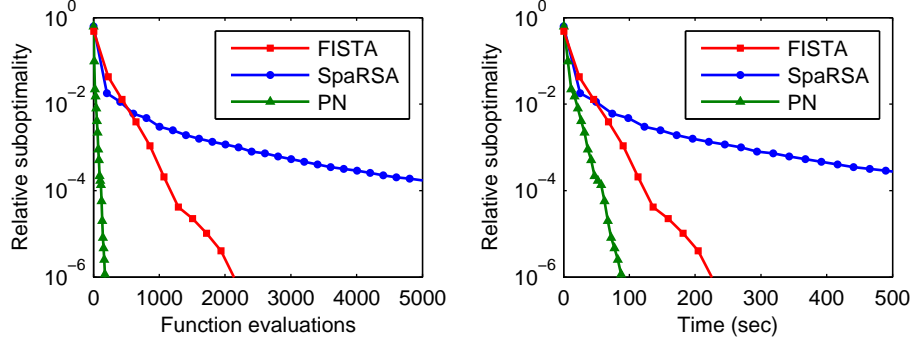 Relative suboptimality
10^0
10^−2
10^−4
10^−6
FISTA
SpaRSA
PN
0 1000 2000 3000 4000 5000
Function evaluations
Relative suboptimality
10^0
10^−2
10^−4
10^−6
FISTA
SpaRSA
PN
0 100 200 300 400 500
Time (sec)